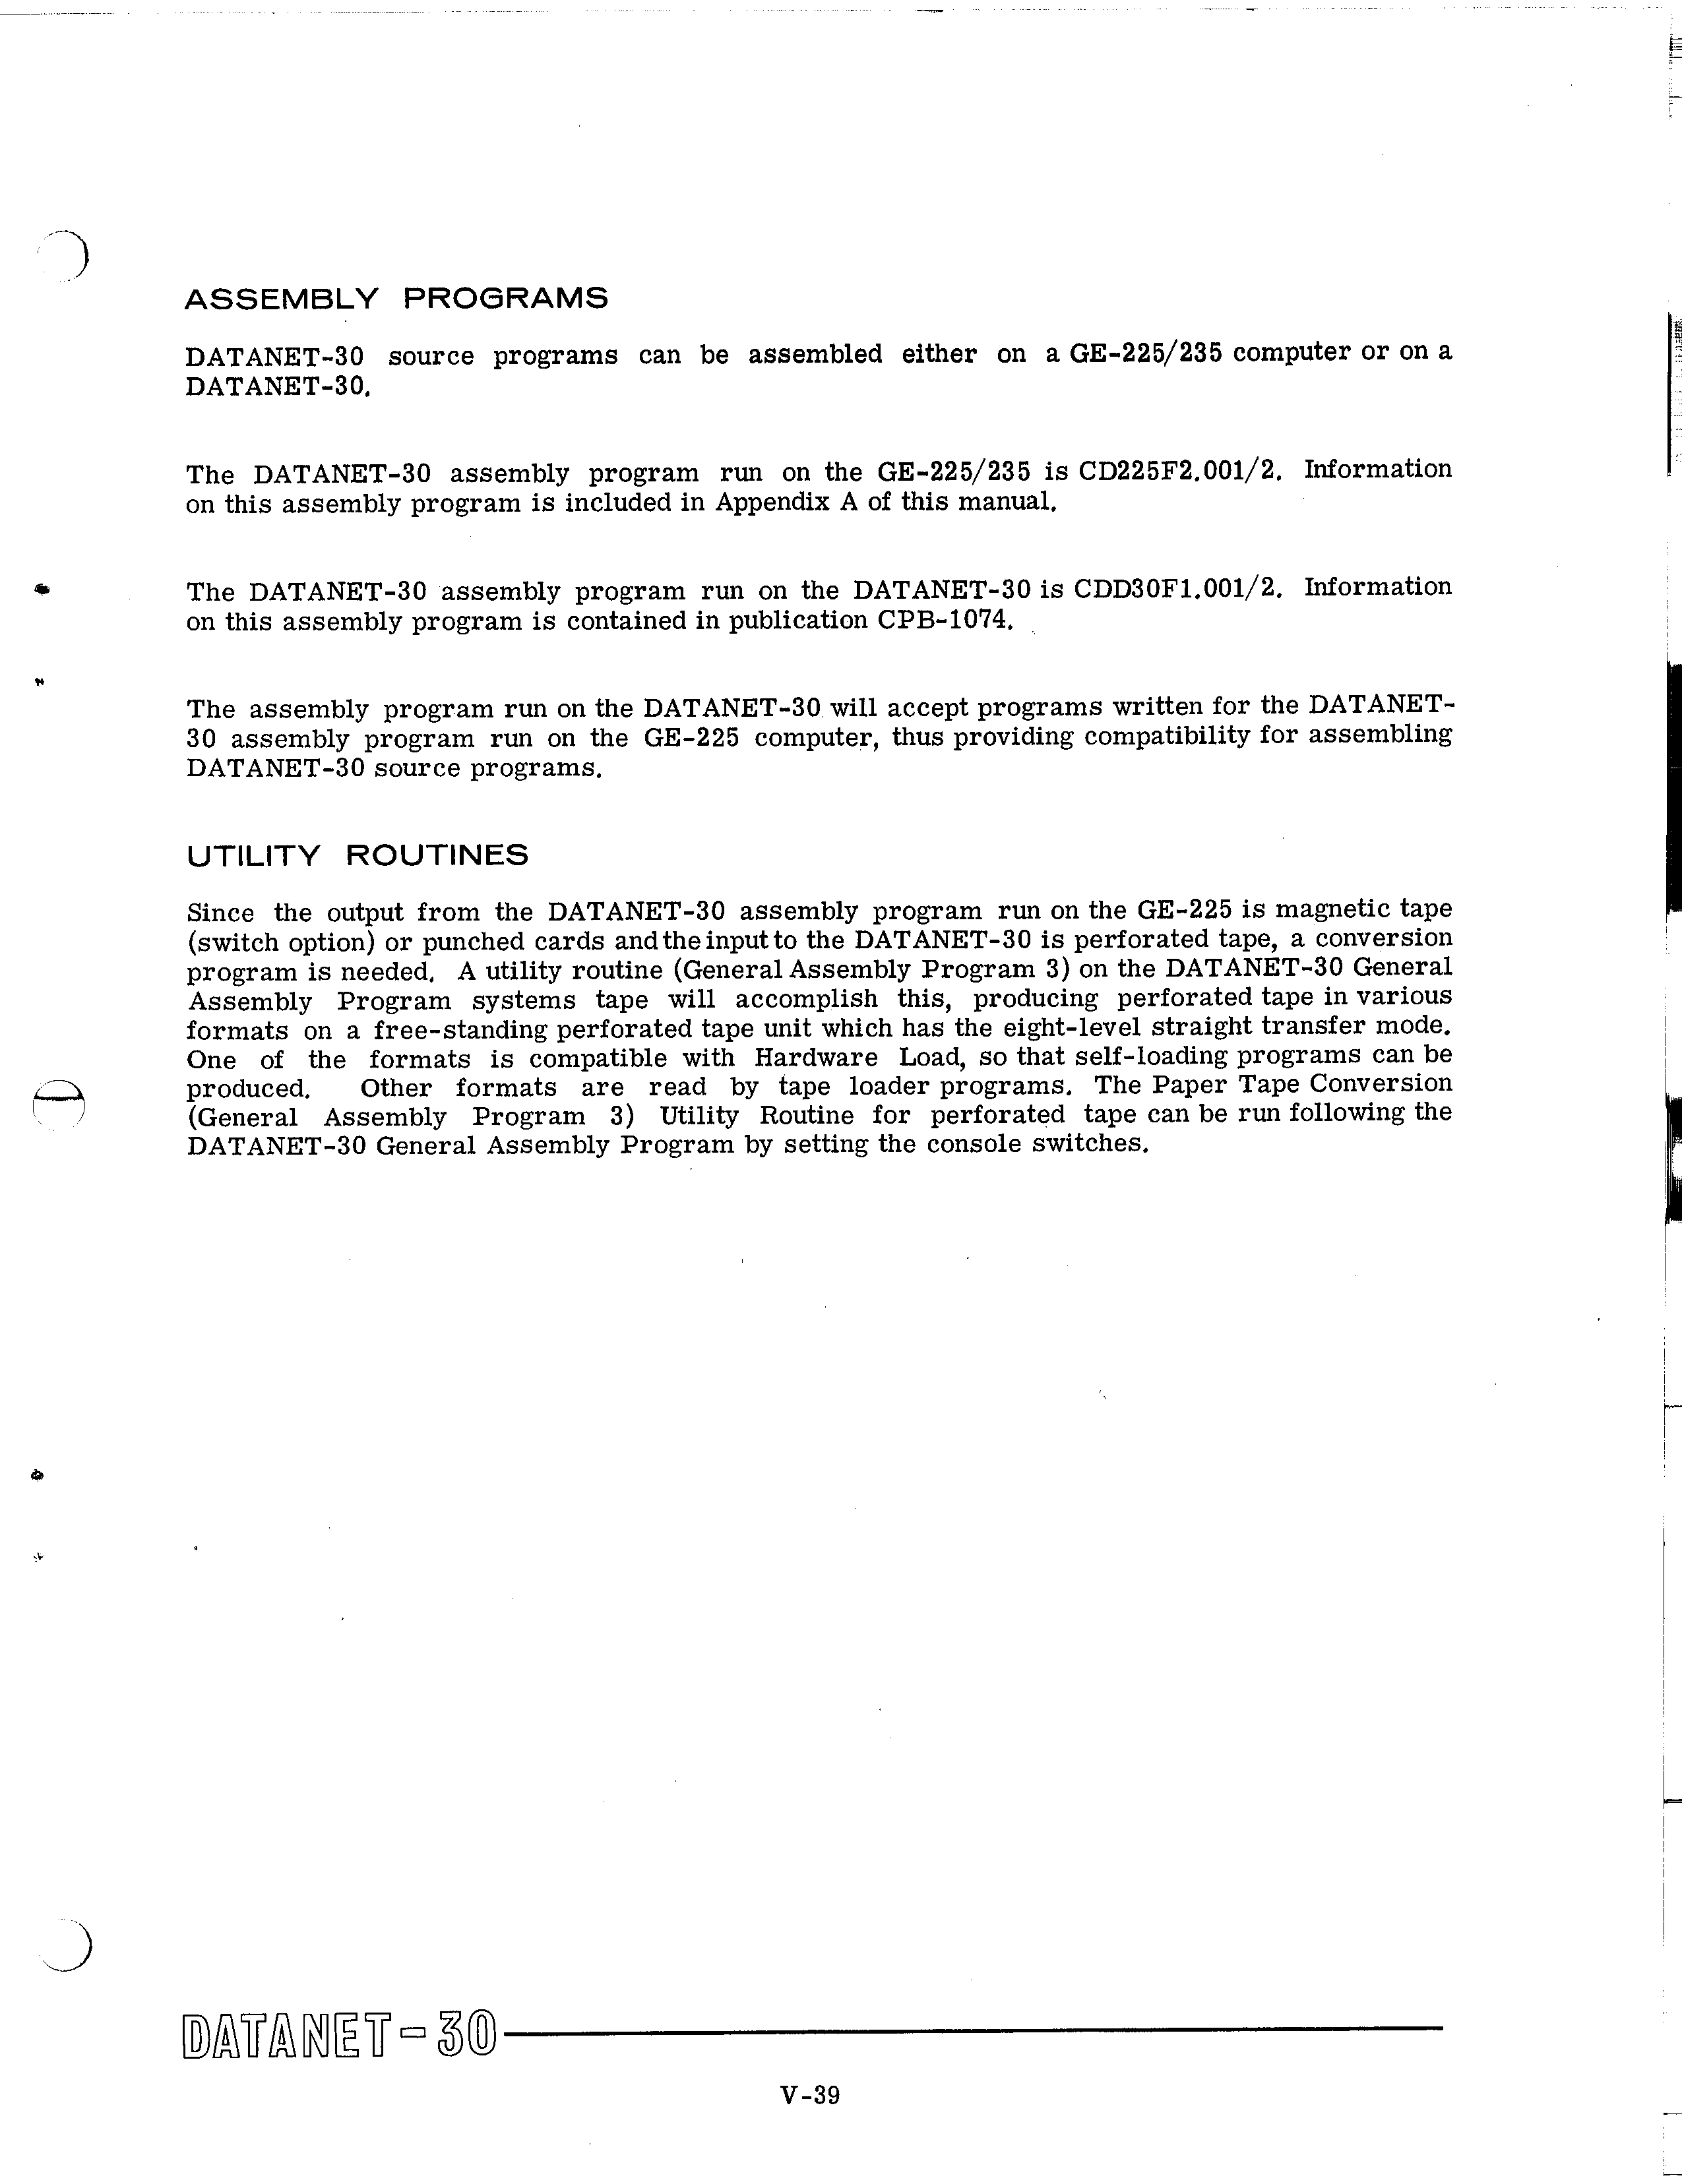 ASSEMBLY PROGRAMS
DATANET-30 source programs can be assembled either on a GE-225/235 computer or on a
DATANET-30.
The DATANET-30 assembly program run on the GE-225/235 is CD225F2.001/2. Information
on this assembly program is included in Appendix A of this manual.
The DATANET-30 assembly program run on the DATANET-30 is CDD30F1.001/2. Information
on this assembly program is contained in publication CPB-1074.
The assembly program run on the DATANET-30 will accept programs written for the DATANET-
30 assembly program run on the GE-225 computer, thus providing compatibility for assembling
DATANET-30 source programs.
UTILITY ROUTINES
Since the output from the DATANET-30 assembly program run on the GE-225 is magnetic tape
(switch option) or punched cards and the input to the DATANET-30 is perforated tape, a conversion
program is needed. A utility routine (General Assembly Program 3) on the DATANET-30 General
Assembly Program systems tape will accomplish this, producing perforated tape in various
formats on a free-standing perforated tape unit which has the eight-level straight transfer mode.
One of the formats is compatible with Hardware Load, so that self-loading programs can be
produced. Other formats are read by tape loader programs. The Paper Tape Conversion
(General Assembly Program 3) Utility Routine for perforated tape can be run following the
DATANET-30 General Assembly Program by setting the console switches.
DATANET-30
V-39